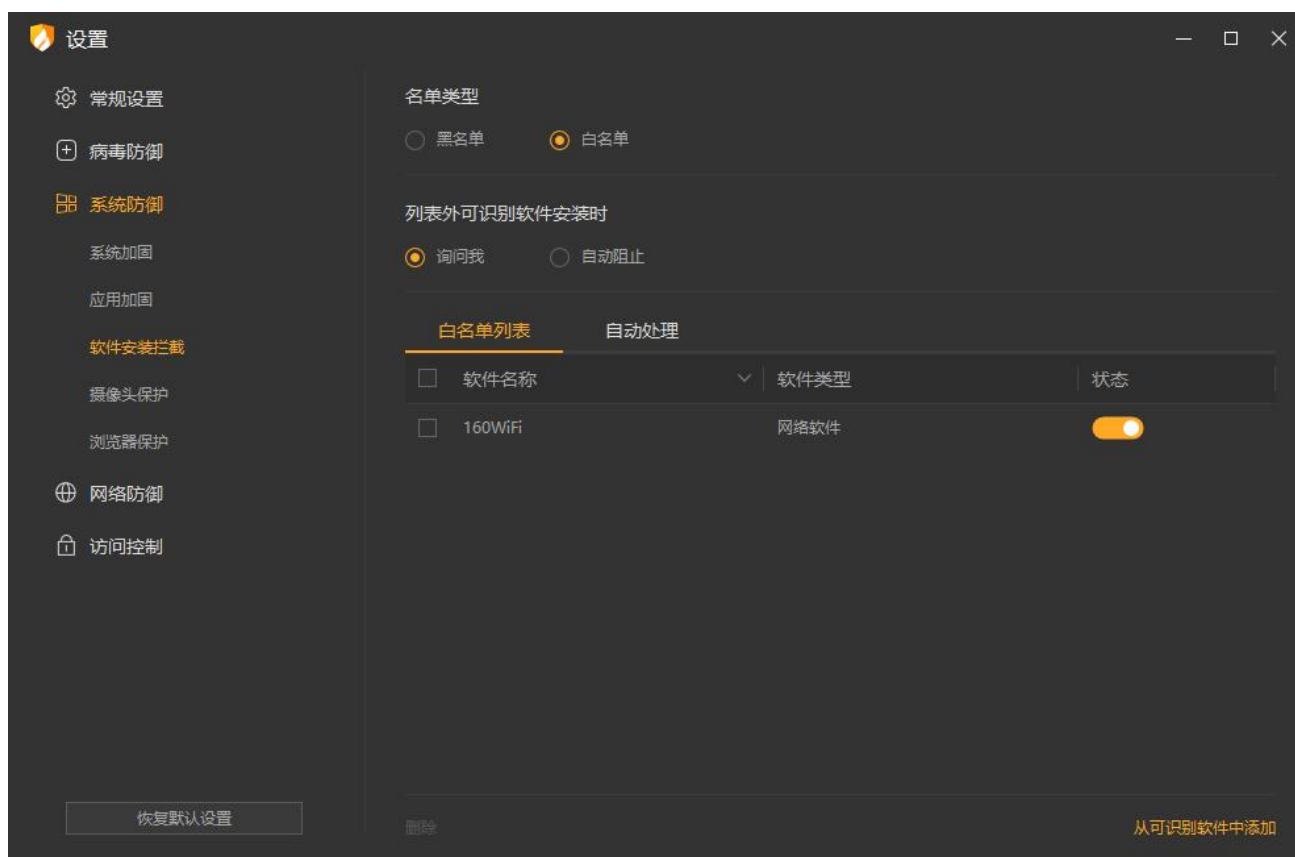 设置
常规设置
病毒防御
系统防御
系统加固
应用加固
软件安装拦截
摄像头保护
浏览器保护
网络防御
访问控制
恢复默认设置
名单类型
黑名单 白名单
列表外可识别软件安装时
询问我 自动阻止
白名单列表 自动处理
软件名称 软件类型 状态
160WiFi 网络软件
删除 从可识别软件中添加